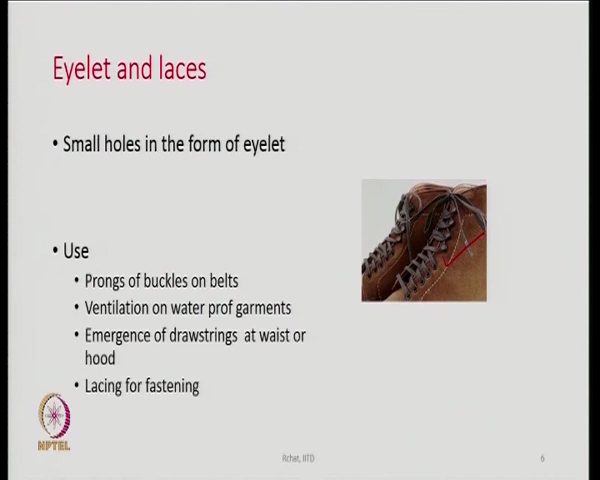 Eyelet and laces
• Small holes in the form of eyelet
• Use
• Prongs of buckles on belts
• Ventilation on water prof garments
• Emergence of drawstrings at waist or
hood
• Lacing for fastening
NPTEL
Rchat, IITD
6